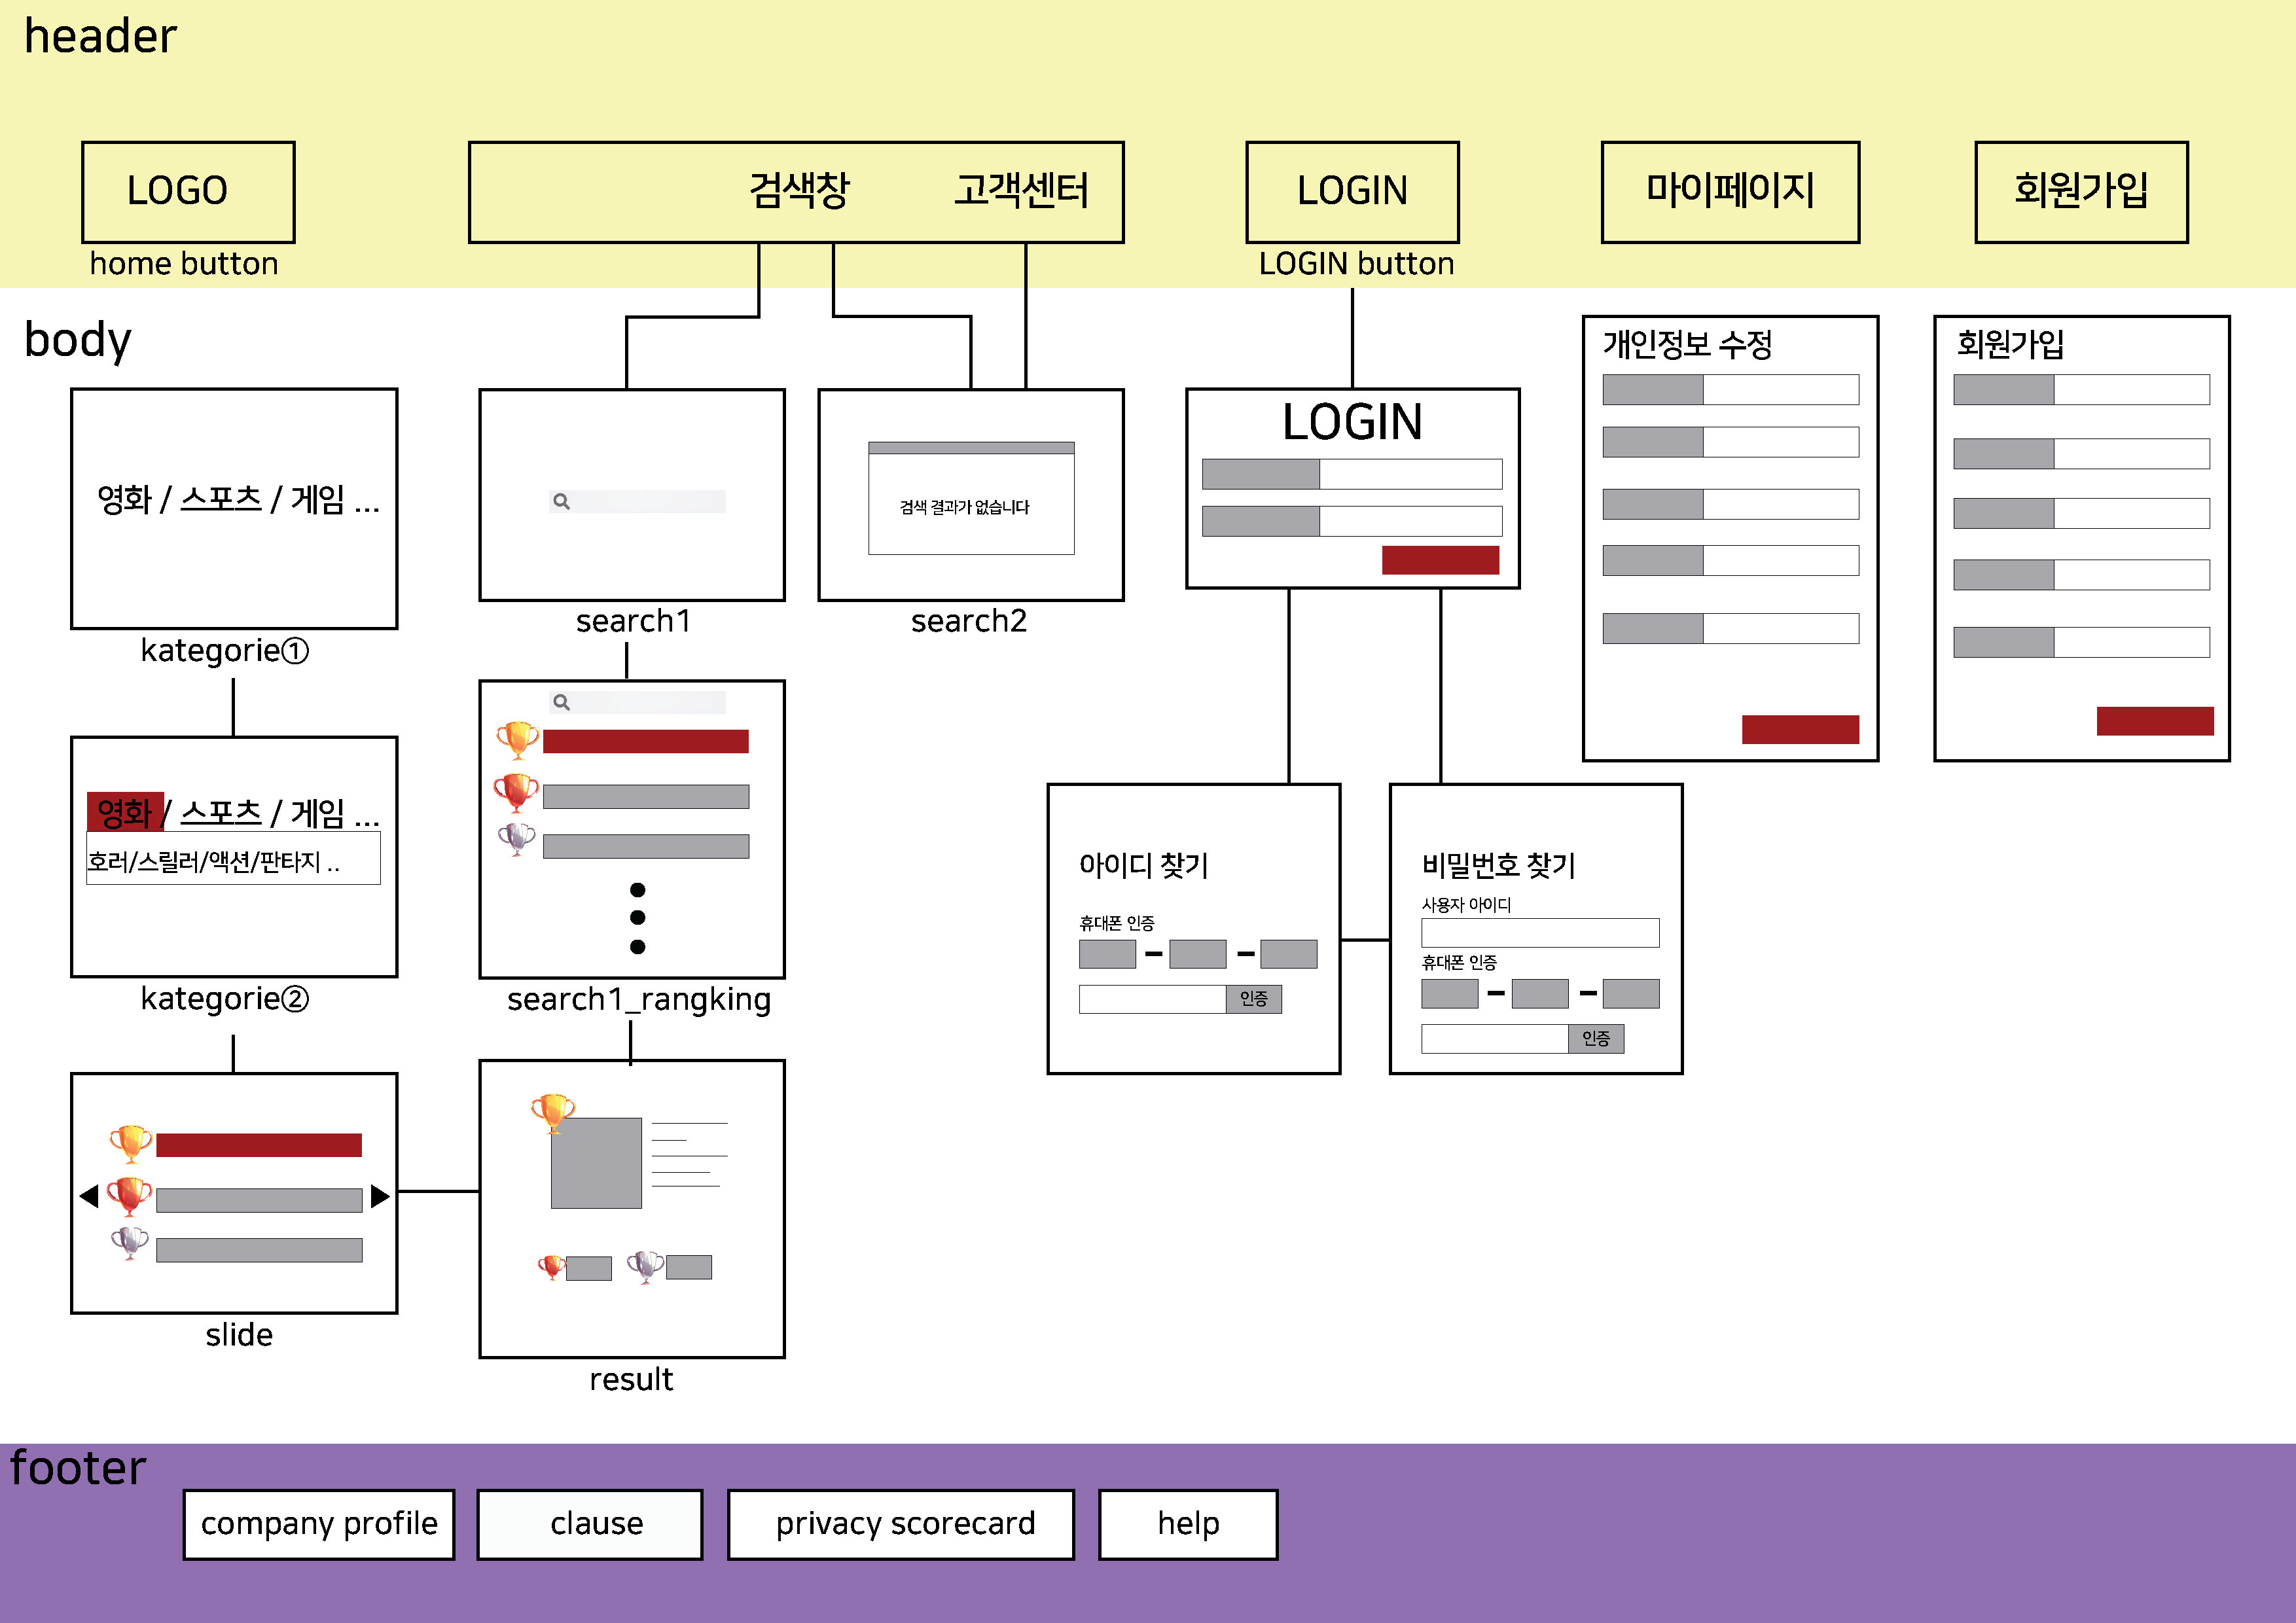 header
LOGO
검색창 고객센터
LOGIN
마이페이지
회원가입
home button
LOGIN button
body
영화 / 스포츠 / 게임 ...
kategorie①
영화 / 스포츠 / 게임 ...
호러/스릴러/액션/판타지 ..
kategorie②
slide
search1
search1_rangking
result
검색 결과가 없습니다
search2
LOGIN
아이디 찾기
휴대폰 인증
인증
비밀번호 찾기
사용자 아이디
휴대폰 인증
인증
개인정보 수정
회원가입
footer
company profile
clause
privacy scorecard
help